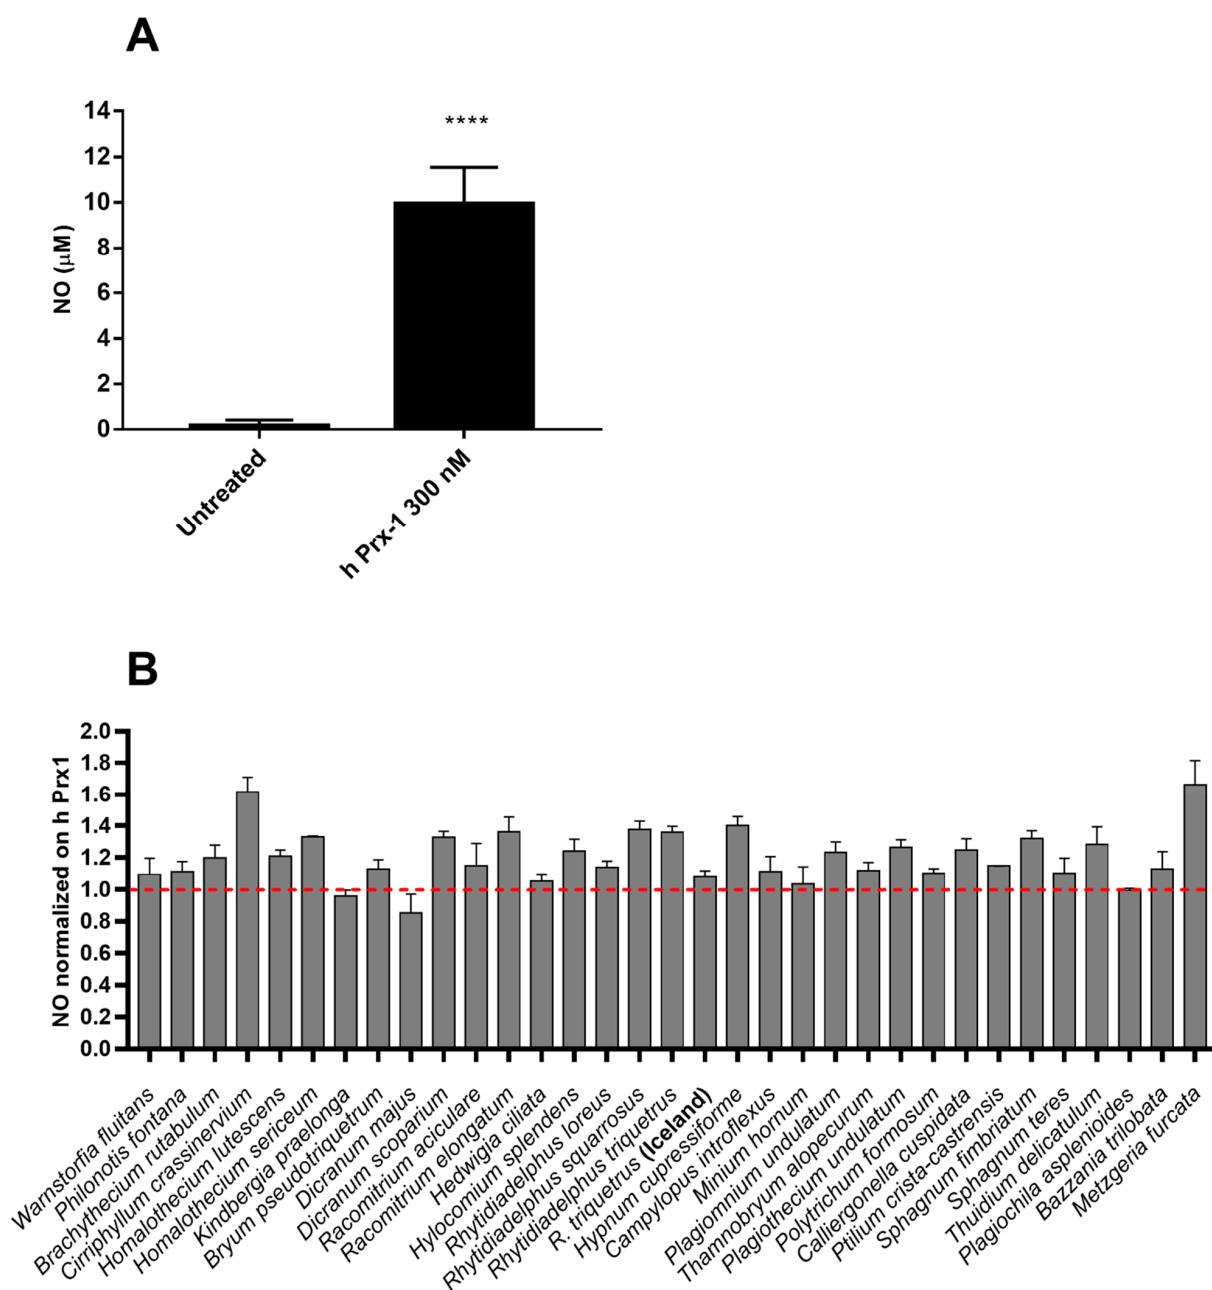 A
14
12
10
8
6
4
2
0
NO (μM)
****
Untreated
h Prx-1 300 nM
B
2.0
1.8
1.6
1.4
1.2
1.0
0.8
0.6
0.4
0.2
0.0
NO normalized on h Prx1
Warnstorfia fluitans
Philonotis fontana
Brachythecium rutabulum
Cirriphyllum crassinervium
Homalothecium lutescens
Homalothecium sericeum
Kindbergia praelonga
Bryum pseudotriquetrum
Dicranum majus
Dicranum scoparium
Racomitrium aciculare
Racomitrium elongatum
Hedwigia ciliata
Hylocomium splendens
Rhytidiadelphus loreus
Rhytidiadelphus squarrosus
Rhytidiadelphus triquetrus
R. triquetrus (Iceland)
Hypnum cupressiforme
Campylopus introflexus
Minium hornum
Plagiomnium undulatum
Thamnobryum alopecurum
Plagiothecium undulatum
Polytrichum formosum
Calliergonella cuspidata
Ptilium crista-castrensis
Sphagnum fimbriatum
Sphagnum teres
Thuidium delicatulum
Plagiochila asplenioides
Bazzania trilobata
Metzgeria furcata